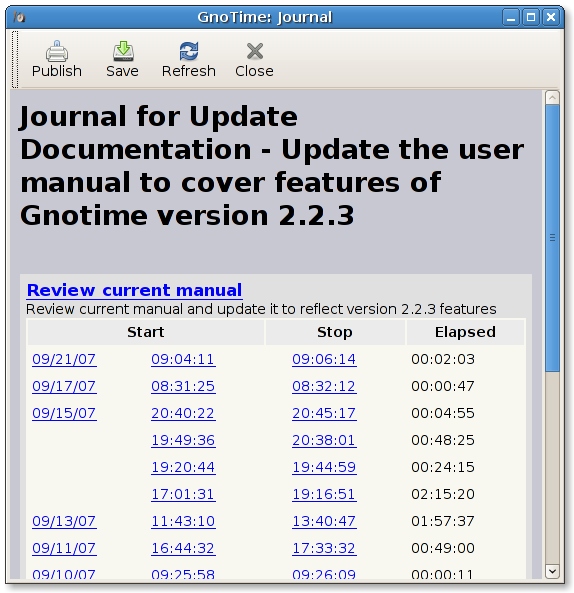 GnoTime: Journal
Publish Save Refresh Close
Journal for Update
Documentation - Update the user
manual to cover features of
Gnotime version 2.2.3
Review current manual
Review current manual and update it to reflect version 2.2.3 features
Start Stop Elapsed
09/21/07 09:04:11 09:06:14 00:02:03
09/17/07 08:31:25 08:32:12 00:00:47
09/15/07 20:40:22 20:45:17 00:04:55
19:49:36 20:38:01 00:48:25
19:20:44 19:44:59 00:24:15
17:01:31 19:16:51 02:15:20
09/13/07 11:43:10 13:40:47 01:57:37
09/11/07 16:44:32 17:33:32 00:49:00
09/10/07 09:25:58 09:26:09 00:00:11